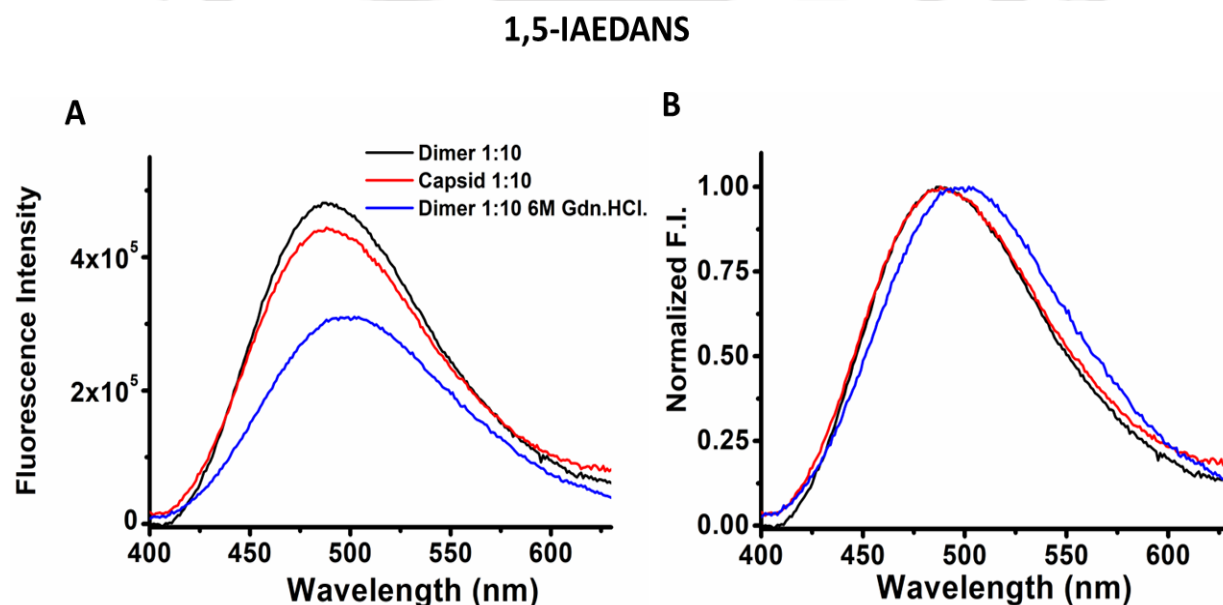 1,5-IAEDANS
A
Dimer 1:10
Capsid 1:10
Dimer 1:10 6M Gdn.HCl.
Fluorescence Intensity
4x10⁵
2x10⁵
0
400 450 500 550 600
Wavelength (nm)
B
Normalized F.I.
1.00
0.75
0.50
0.25
0.00
400 450 500 550 600
Wavelength (nm)